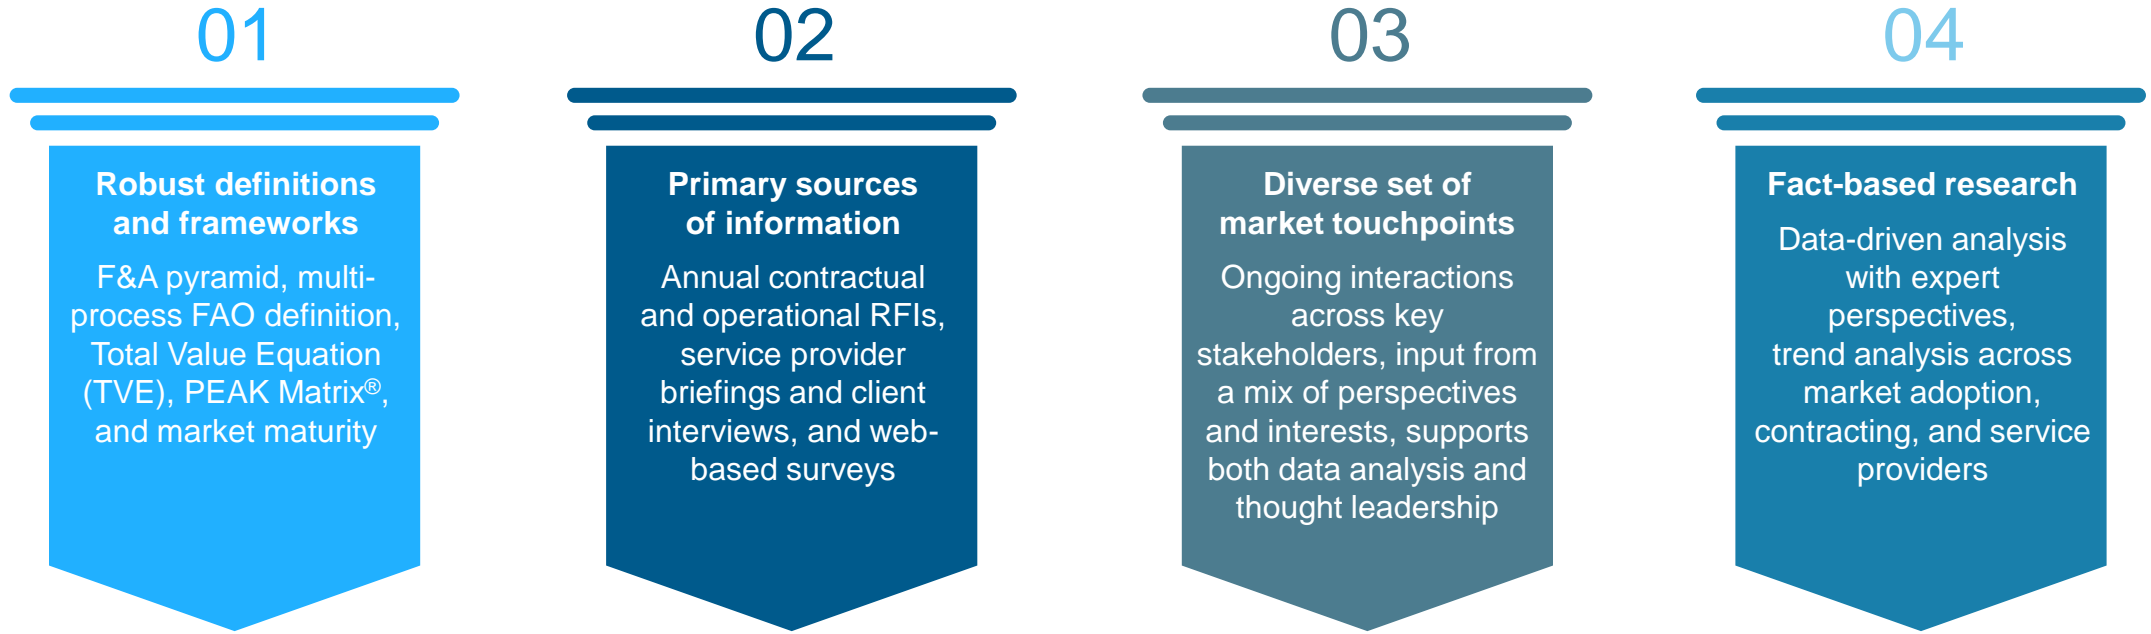 01
Robust definitions
and frameworks
F&A pyramid, multi-
process FAO definition,
Total Value Equation
(TVE), PEAK Matrix®,
and market maturity
02
Primary sources
of information
Annual contractual
and operational RFIs,
service provider
briefings and client
interviews, and web-
based surveys
03
Diverse set of
market touchpoints
Ongoing interactions
across key
stakeholders, input from
a mix of perspectives
and interests, supports
both data analysis and
thought leadership
04
Fact-based research
Data-driven analysis
with expert
perspectives,
trend analysis across
market adoption,
contracting, and service
providers